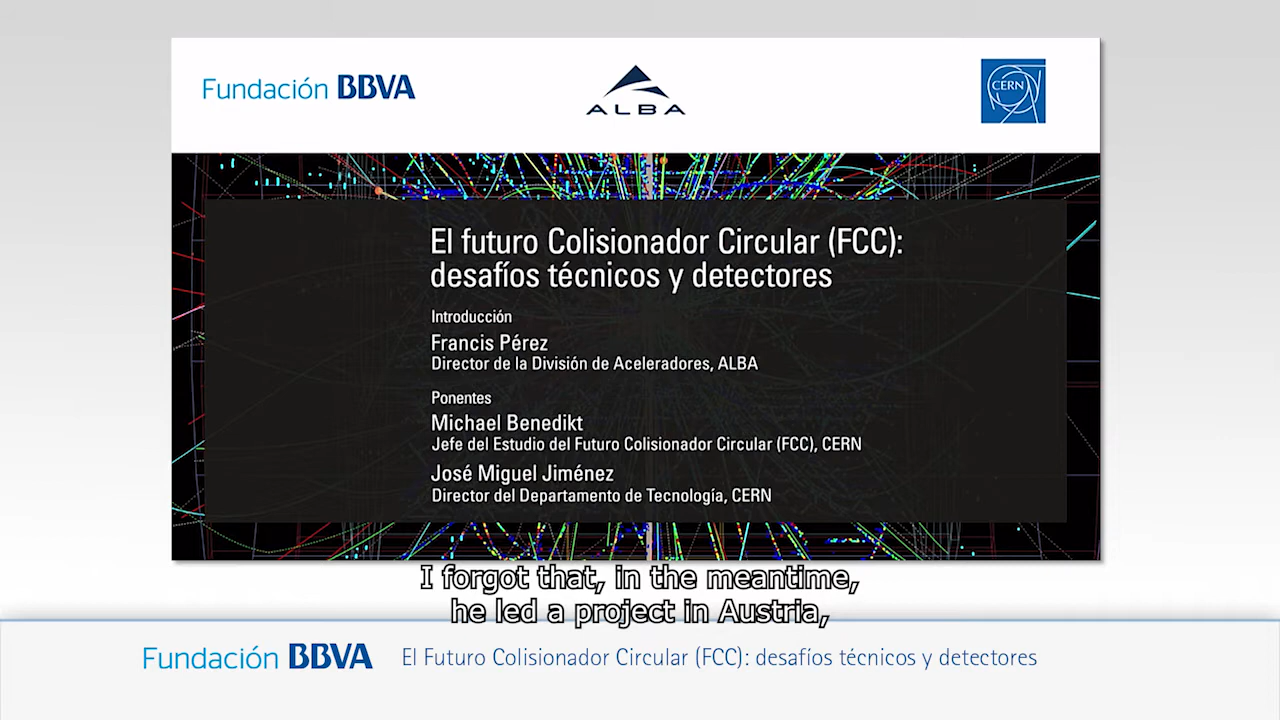 Fundación BBVA
ALBA
CERN
El futuro Colisionador Circular (FCC):
desafíos técnicos y detectores
Introducción
Francis Pérez
Director de la División de Aceleradores, ALBA
Ponentes
Michael Benedikt
Jefe del Estudio del Futuro Colisionador Circular (FCC), CERN
José Miguel Jiménez
Director del Departamento de Tecnología, CERN
I forgot that, in the meantime,
he led a project in Austria,
Fundación BBVA
El Futuro Colisionador Circular (FCC): desafíos técnicos y detectores